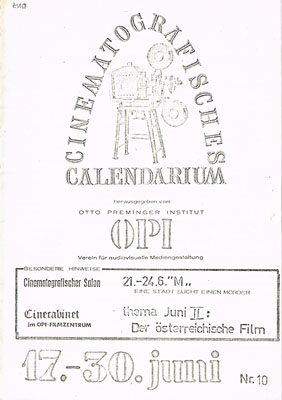 CINEMATOGRAFISCHES
CALENDARIUM
herausgegeben vom
OTTO PREMINGER INSTITUT
OPI
Verein für audiovisuelle Mediengestaltung
BESONDERE HINWEISE:
Cinematografischer Salon
21.-24.6. "M„
EINE STADT SUCHT EINEN MÖRDER
Cinecabinet
im OPI-FILMZENTRUM
thema Juni II:
Der österreichische Film
17.-30. juni
Nr. 10